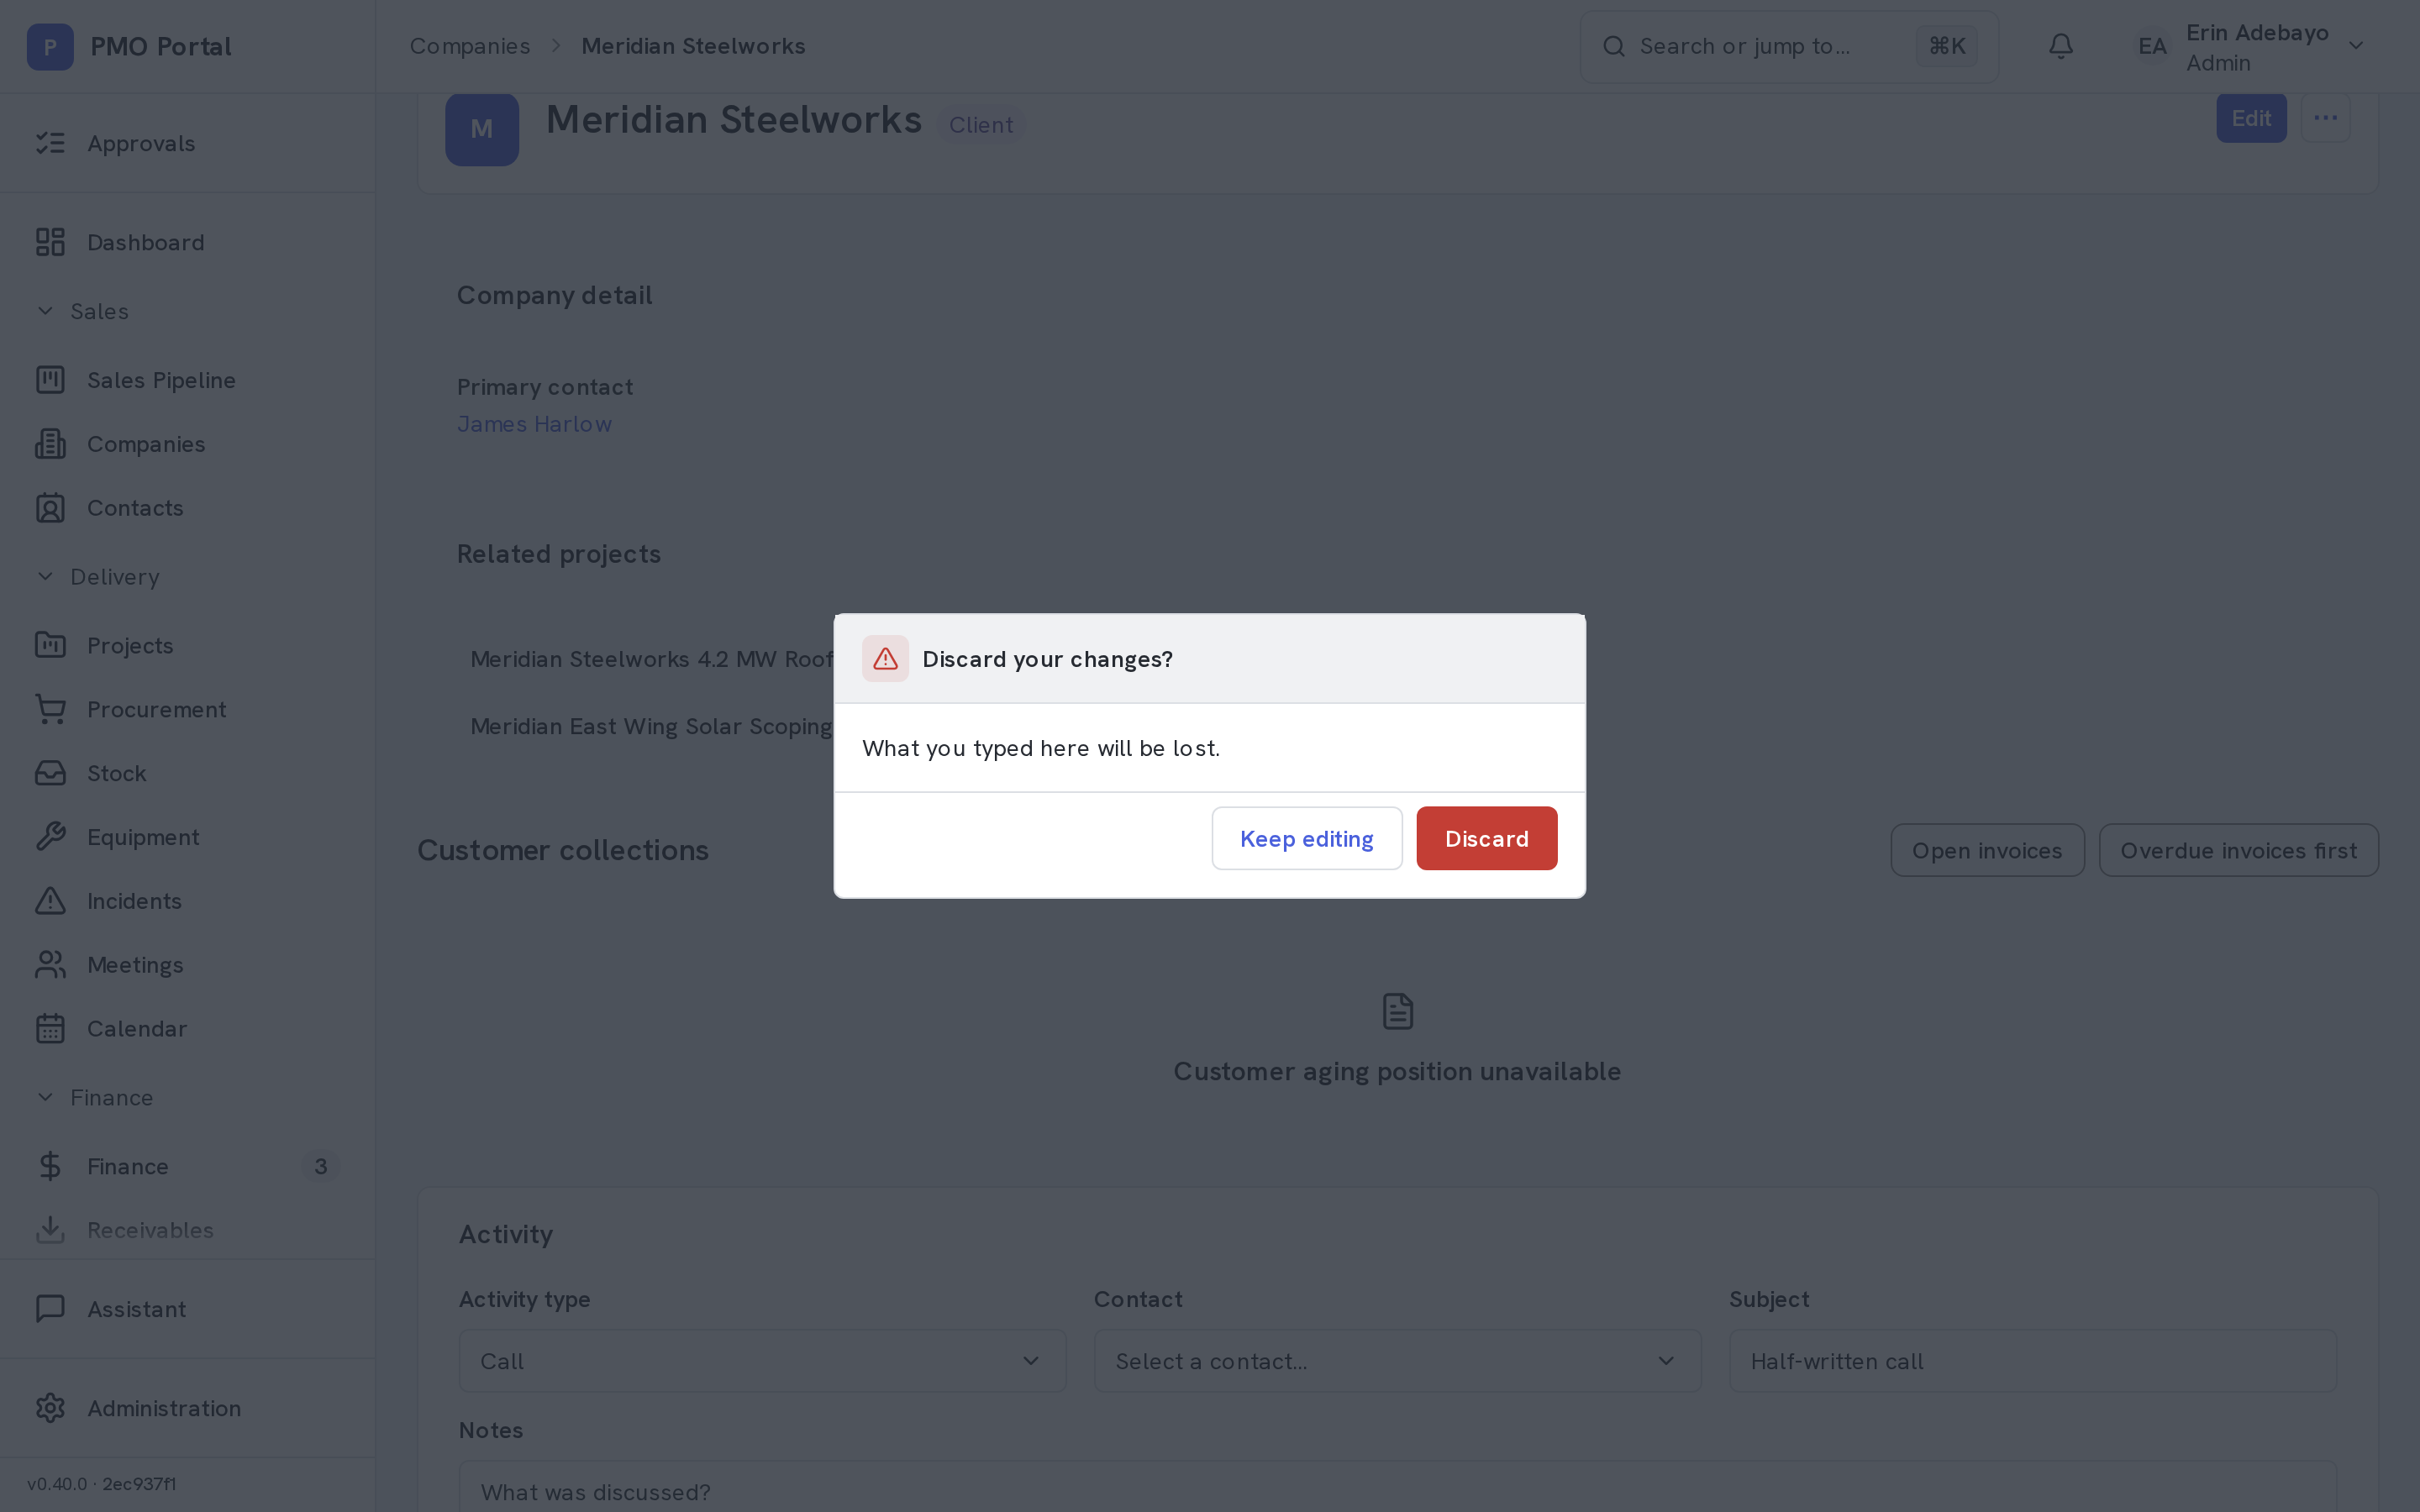 P PMO Portal
Companies > Meridian Steelworks
Search or jump to... ⌘K
EA Erin Adebayo
Admin
Approvals
Dashboard
Sales
Sales Pipeline
Companies
Contacts
Delivery
Projects
Procurement
Stock
Equipment
Incidents
Meetings
Calendar
Finance
Finance 3
Receivables
Assistant
Administration
v0.40.0 · 2ec937f1
M Meridian Steelworks Client
Edit ...
Company detail
Primary contact
James Harlow
Related projects
Meridian Steelworks 4.2 MW Roof
Meridian East Wing Solar Scoping
Discard your changes?
What you typed here will be lost.
Keep editing Discard
Customer collections
Open invoices Overdue invoices first
Customer aging position unavailable
Activity
Activity type Contact Subject
Call Select a contact... Half-written call
Notes
What was discussed?